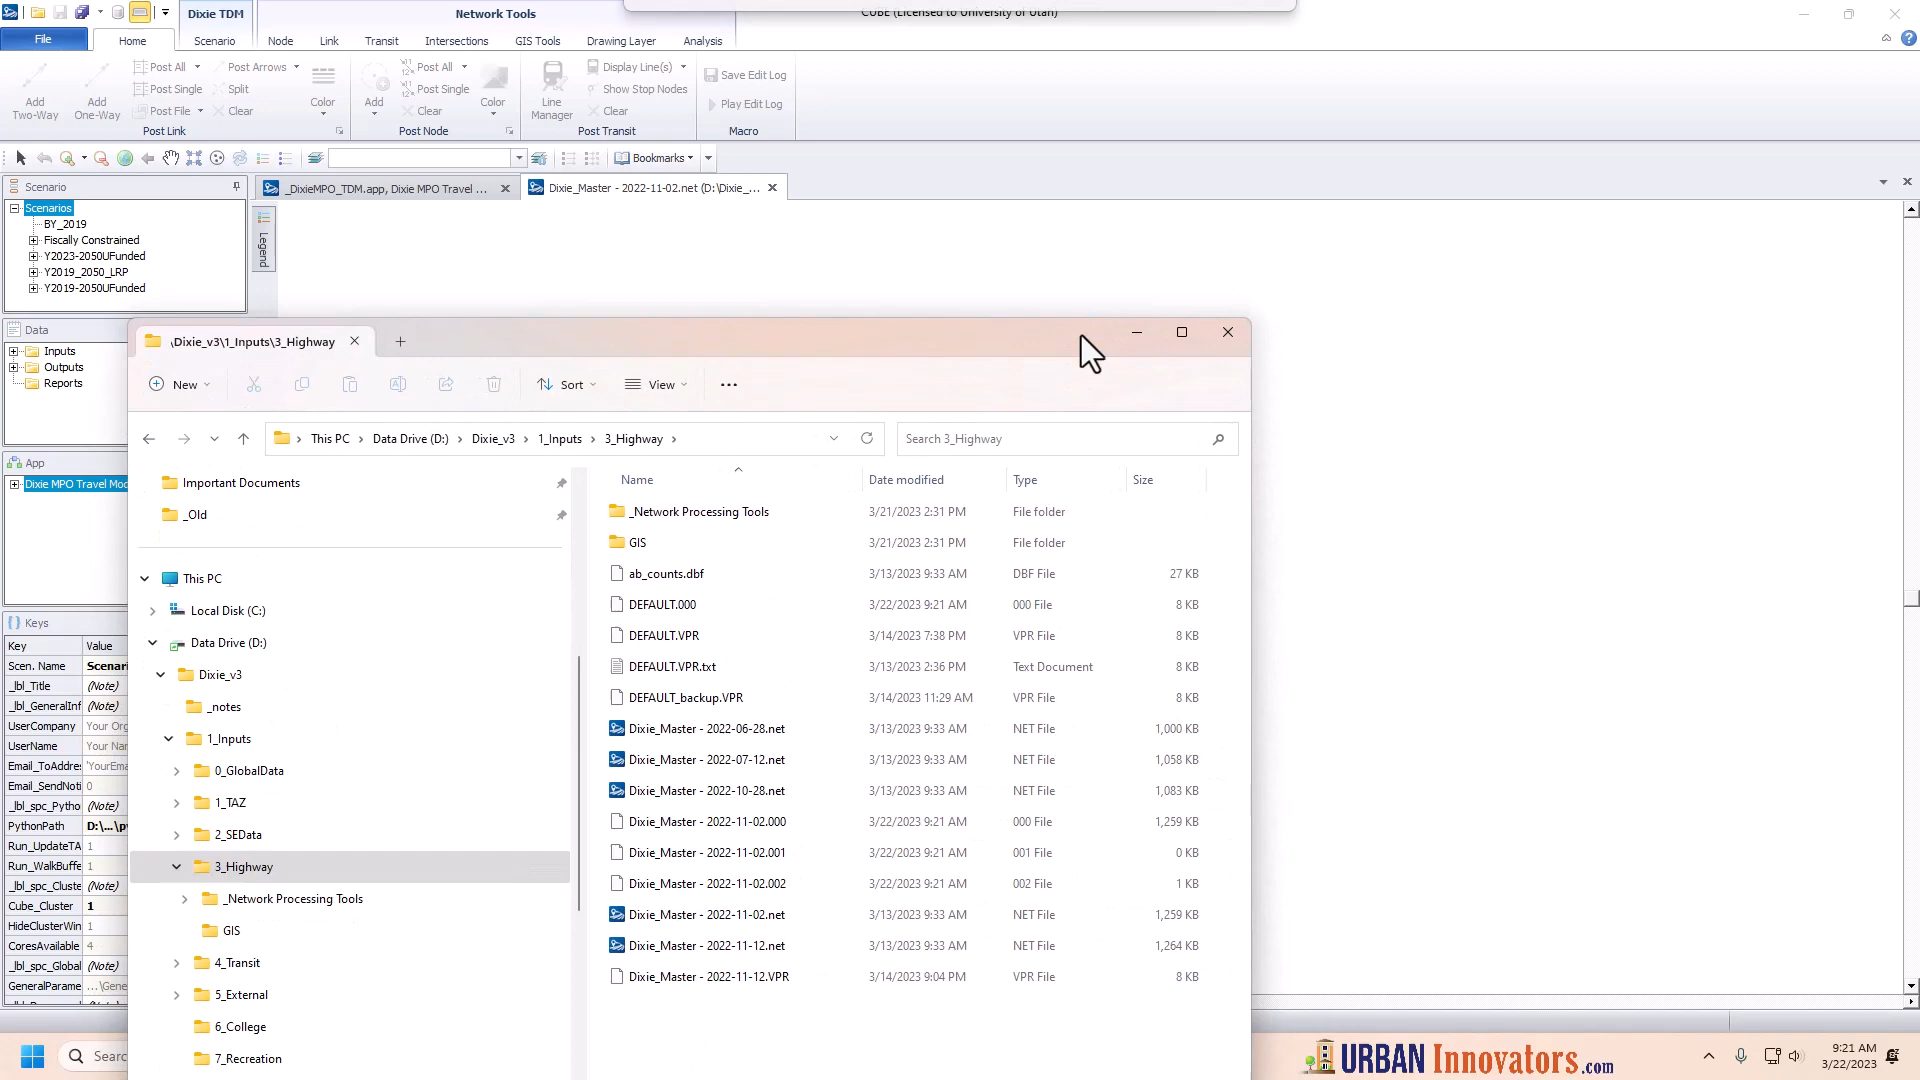 Dixie TDM
Network Tools
CUBE (Licensed to University of Utah)
File
Home
Scenario
Node
Link
Transit
Intersections
GIS Tools
Drawing Layer
Analysis
Add
Two-Way
Add
One-Way
Post All
Post Single
Post File
Post Arrows
Split
Clear
Color
Post Link
Add
Post All
Post Single
Clear
Color
Post Node
Line
Manager
Display Line(s)
Show Stop Nodes
Clear
Post Transit
Save Edit Log
Play Edit Log
Macro
Bookmarks
Scenario
_DixieMPO_TDM.app, Dixie MPO Travel ...
Dixie_Master - 2022-11-02.net (D:\Dixie_...
Scenarios
BY_2019
Fiscally Constrained
Y2023-2050UFunded
Y2019_2050_LRP
Y2019-2050UFunded
Legend
Data
Inputs
Outputs
Reports
App
Dixie MPO Travel Mod
Keys
Key Value
Scen. Name Scenari
_lbl_Title (Note)
_lbl_GeneralInf (Note)
UserCompany Your Org
UserName Your Nam
Email_ToAddres 'YourEma
Email_SendNoti 0
_lbl_spc_Pytho (Note)
PythonPath D:\...\py
Run_UpdateTA 1
Run_WalkBuffe 1
_lbl_spc_Cluste (Note)
Cube_Cluster 1
HideClusterWin 1
CoresAvailable 4
_lbl_spc_Global (Note)
GeneralParame ...\Gene
\Dixie_v3\1_Inputs\3_Highway
New
Sort
View
This PC > Data Drive (D:) > Dixie_v3 > 1_Inputs > 3_Highway >
Search 3_Highway
Important Documents
_Old
This PC
Local Disk (C:)
Data Drive (D:)
Dixie_v3
_notes
1_Inputs
0_GlobalData
1_TAZ
2_SEData
3_Highway
_Network Processing Tools
GIS
4_Transit
5_External
6_College
7_Recreation
Name Date modified Type Size
_Network Processing Tools 3/21/2023 2:31 PM File folder
GIS 3/21/2023 2:31 PM File folder
ab_counts.dbf 3/13/2023 9:33 AM DBF File 27 KB
DEFAULT.000 3/22/2023 9:21 AM 000 File 8 KB
DEFAULT.VPR 3/14/2023 7:38 PM VPR File 8 KB
DEFAULT.VPR.txt 3/13/2023 2:36 PM Text Document 8 KB
DEFAULT_backup.VPR 3/14/2023 11:29 AM VPR File 8 KB
Dixie_Master - 2022-06-28.net 3/13/2023 9:33 AM NET File 1,000 KB
Dixie_Master - 2022-07-12.net 3/13/2023 9:33 AM NET File 1,058 KB
Dixie_Master - 2022-10-28.net 3/13/2023 9:33 AM NET File 1,083 KB
Dixie_Master - 2022-11-02.000 3/22/2023 9:21 AM 000 File 1,259 KB
Dixie_Master - 2022-11-02.001 3/22/2023 9:21 AM 001 File 0 KB
Dixie_Master - 2022-11-02.002 3/22/2023 9:21 AM 002 File 1 KB
Dixie_Master - 2022-11-02.net 3/13/2023 9:33 AM NET File 1,259 KB
Dixie_Master - 2022-11-12.net 3/13/2023 9:33 AM NET File 1,264 KB
Dixie_Master - 2022-11-12.VPR 3/14/2023 9:04 PM VPR File 8 KB
Searc
URBAN Innovators.com
9:21 AM
3/22/2023